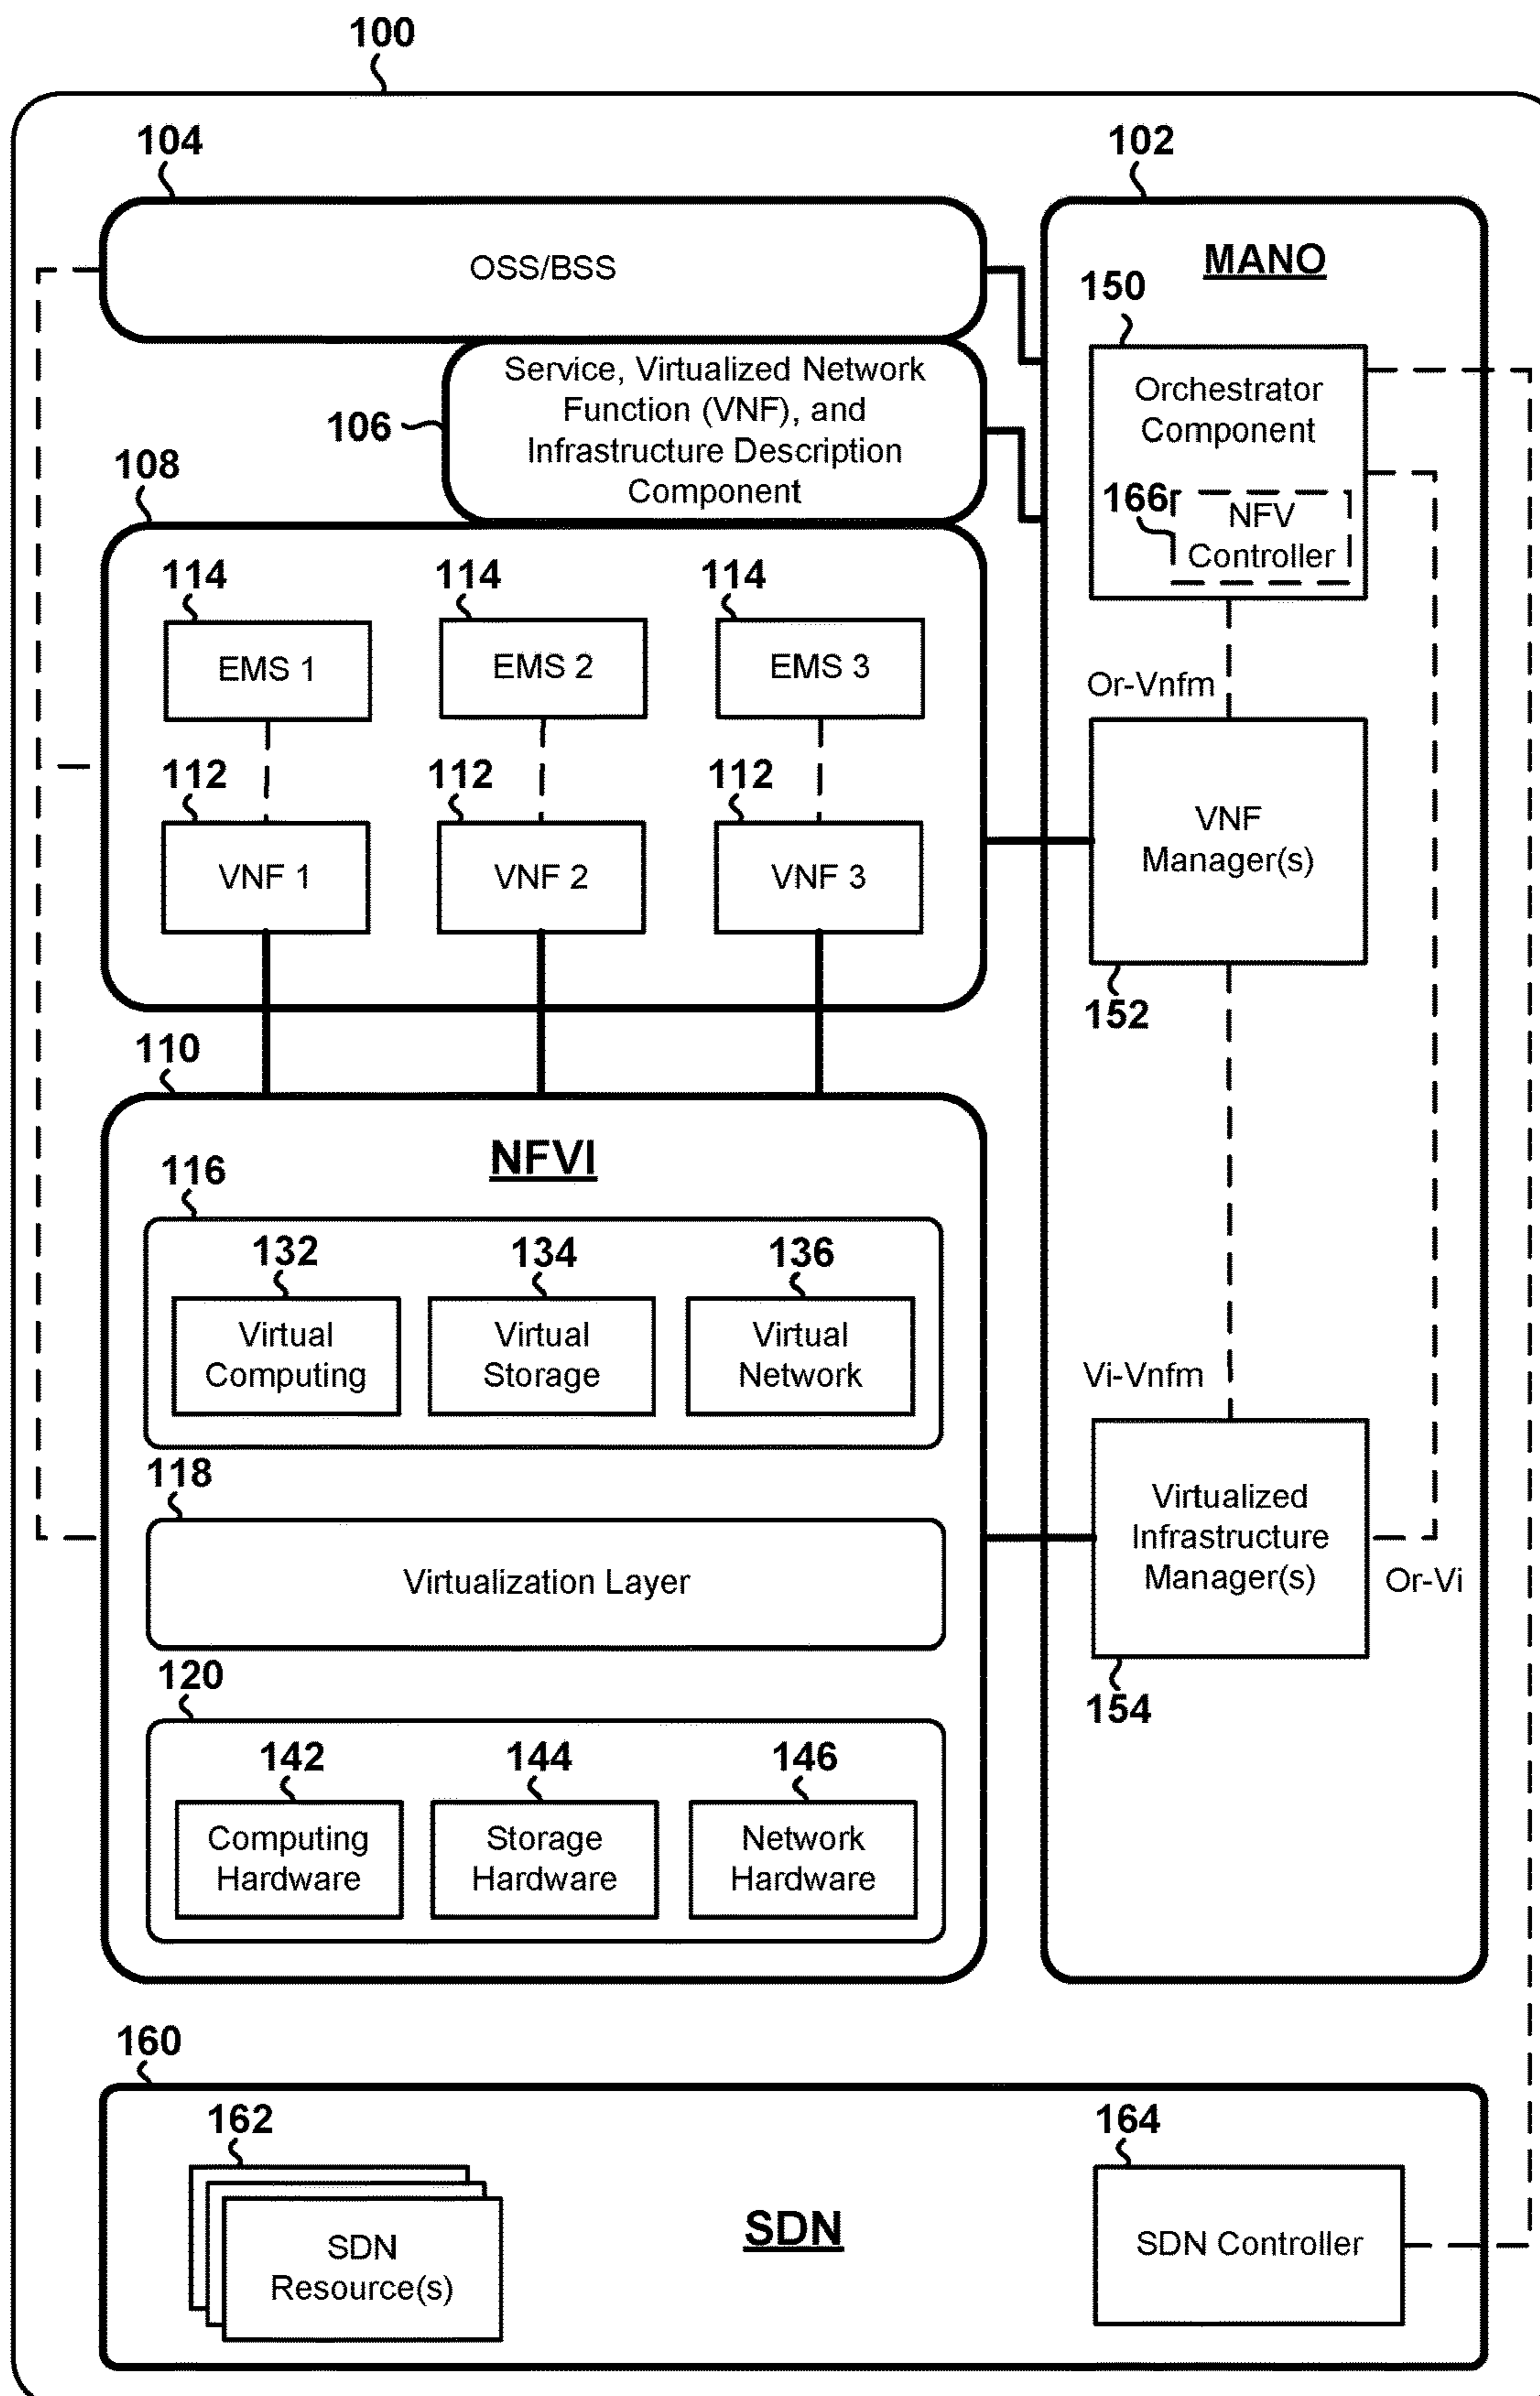 100
104
102
OSS/BSS
MANO
150
Service, Virtualized Network
Function (VNF), and
Infrastructure Description
Component
106
Orchestrator
Component
166
NFV
Controller
108
114
114
114
EMS 1
EMS 2
EMS 3
Or-Vnfm
112
112
112
VNF 1
VNF 2
VNF 3
VNF
Manager(s)
152
110
NFVI
116
132
134
136
Virtual
Computing
Virtual
Storage
Virtual
Network
Vi-Vnfm
118
Virtualization Layer
Virtualized
Infrastructure
Manager(s)
Or-Vi
154
120
142
144
146
Computing
Hardware
Storage
Hardware
Network
Hardware
160
162
164
SDN
Resource(s)
SDN
SDN Controller